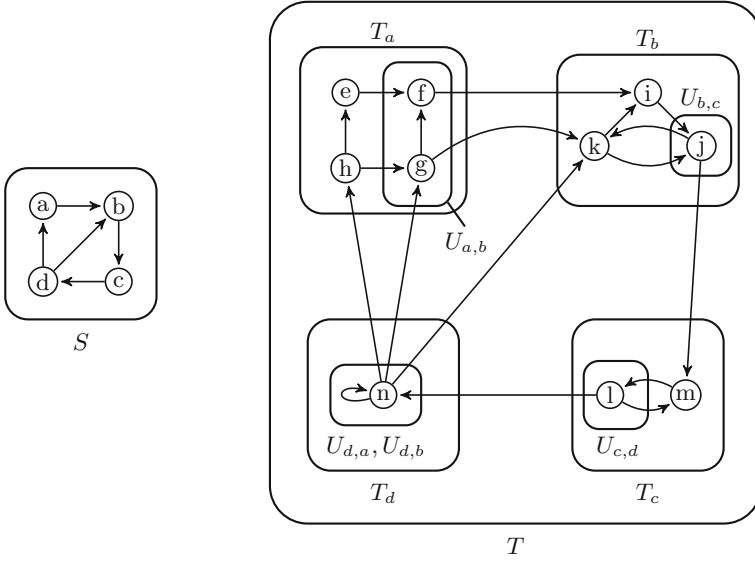 T_a
T_b
e
f
i
U_{b,c}
h
g
k
j
U_{a,b}
a
b
d
c
S
n
l
m
U_{d,a}, U_{d,b}
U_{c,d}
T_d
T_c
T